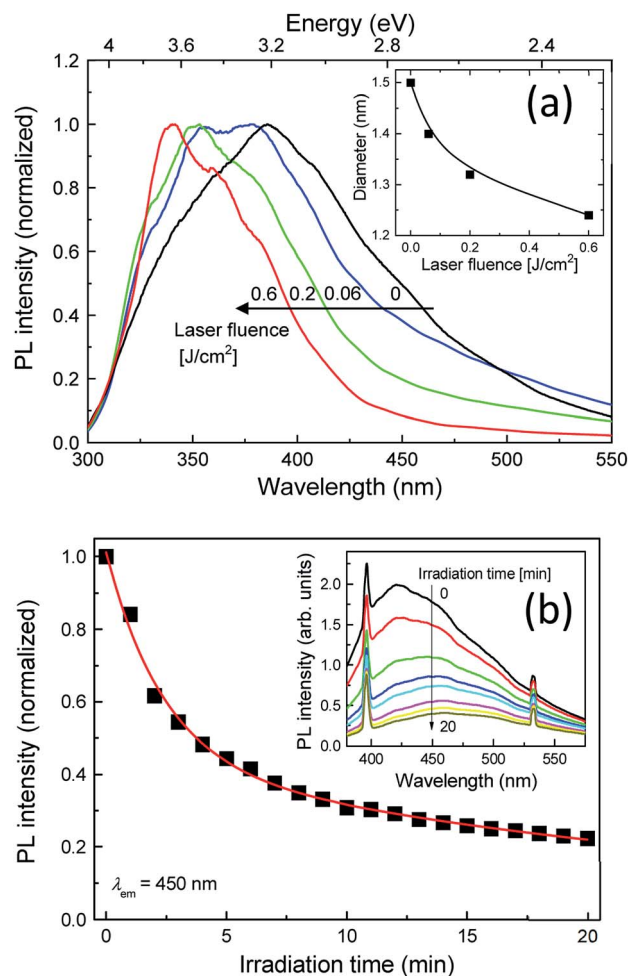 Energy (eV)
4 3.6 3.2 2.8 2.4
1.2
1.0
0.8
0.6
0.4
0.2
0.0
PL intensity (normalized)
300 350 400 450 500 550
Wavelength (nm)
0.6 0.2 0.06 0
Laser fluence
[J/cm²]
(a)
1.5
1.4
1.3
1.2
Diameter (nm)
0.0 0.2 0.4 0.6
Laser fluence [J/cm²]
1.0
0.8
0.6
0.4
0.2
0.0
PL intensity (normalized)
λem = 450 nm
0 5 10 15 20
Irradiation time (min)
(b)
2.5
2.0
1.5
1.0
0.5
0.0
PL intensity (arb. units)
Irradiation time [min]
0
20
400 450 500 550
Wavelength (nm)